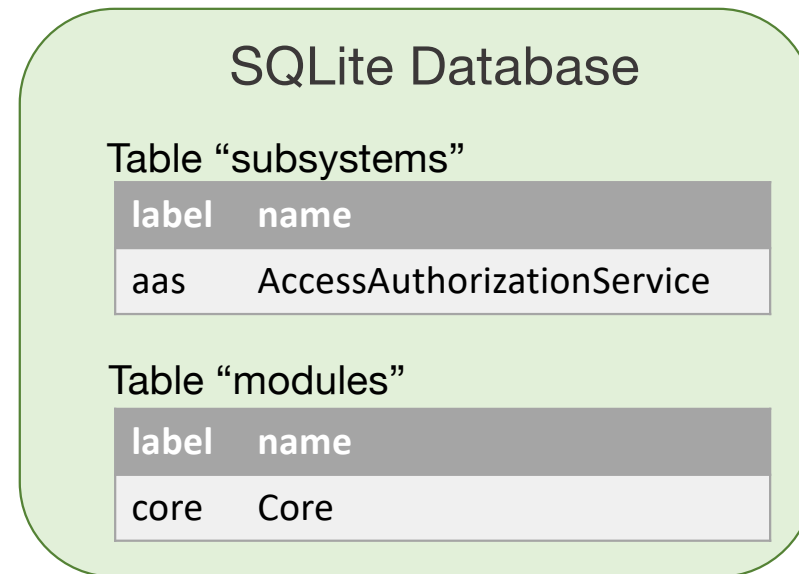 SQLite Database
Table “subsystems”
label name
aas AccessAuthorizationService
Table “modules”
label name
core Core